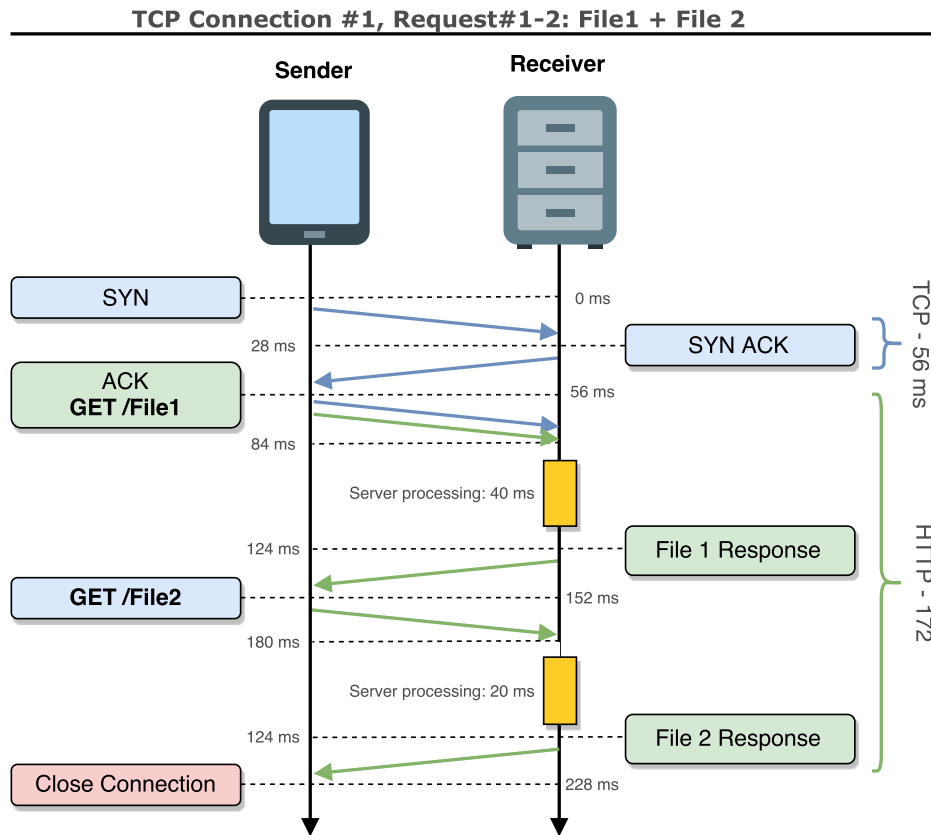 TCP Connection #1, Request#1-2: File1 + File 2
Sender
Receiver
SYN
0 ms
28 ms
SYN ACK
TCP - 56 ms
ACK
GET /File1
56 ms
84 ms
Server processing: 40 ms
124 ms
File 1 Response
HTTP - 172
GET /File2
152 ms
180 ms
Server processing: 20 ms
124 ms
File 2 Response
Close Connection
228 ms